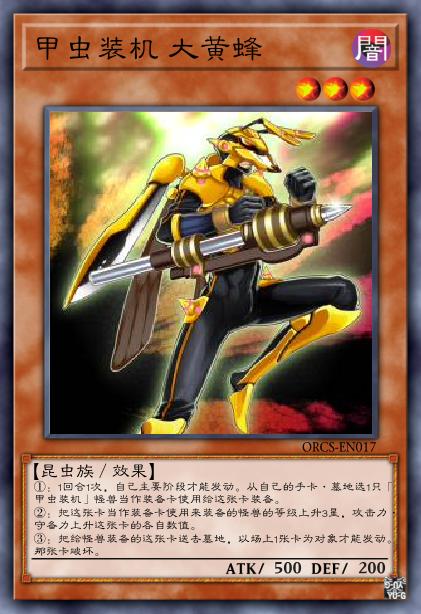 甲虫装机 大黄蜂
闇
ORCS-EN017
【昆虫族／效果】
①：1回合1次，自己主要阶段才能发动。从自己的手卡·墓地选1只「
甲虫装机」怪兽当作装备卡使用给这张卡装备。
②：把这张卡当作装备卡使用来装备的怪兽的等级上升3星，攻击力·
守备力上升这张卡的各自数值。
③：把给怪兽装备的这张卡送去墓地，以场上1张卡为对象才能发动。
那张卡破坏。
ATK/ 500 DEF/ 200